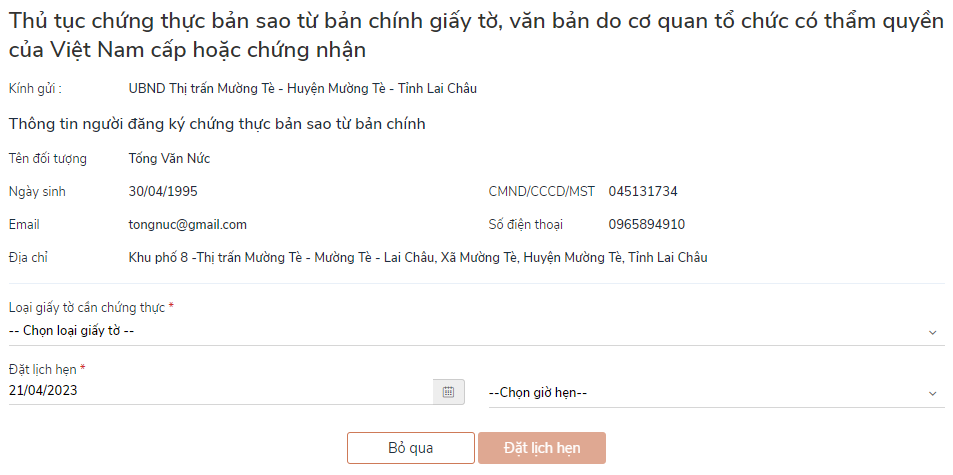 Thủ tục chứng thực bản sao từ bản chính giấy tờ, văn bản do cơ quan tổ chức có thẩm quyền
của Việt Nam cấp hoặc chứng nhận
Kính gửi : UBND Thị trấn Mường Tè - Huyện Mường Tè - Tỉnh Lai Châu
Thông tin người đăng ký chứng thực bản sao từ bản chính
Tên đối tượng Tống Văn Nức
Ngày sinh 30/04/1995 CMND/CCCD/MST 045131734
Email tongnuc@gmail.com Số điện thoại 0965894910
Địa chỉ Khu phố 8 -Thị trấn Mường Tè - Mường Tè - Lai Châu, Xã Mường Tè, Huyện Mường Tè, Tỉnh Lai Châu
Loại giấy tờ cần chứng thực *
-- Chọn loại giấy tờ --
Đặt lịch hẹn *
21/04/2023 --Chọn giờ hẹn--
Bỏ qua Đặt lịch hẹn